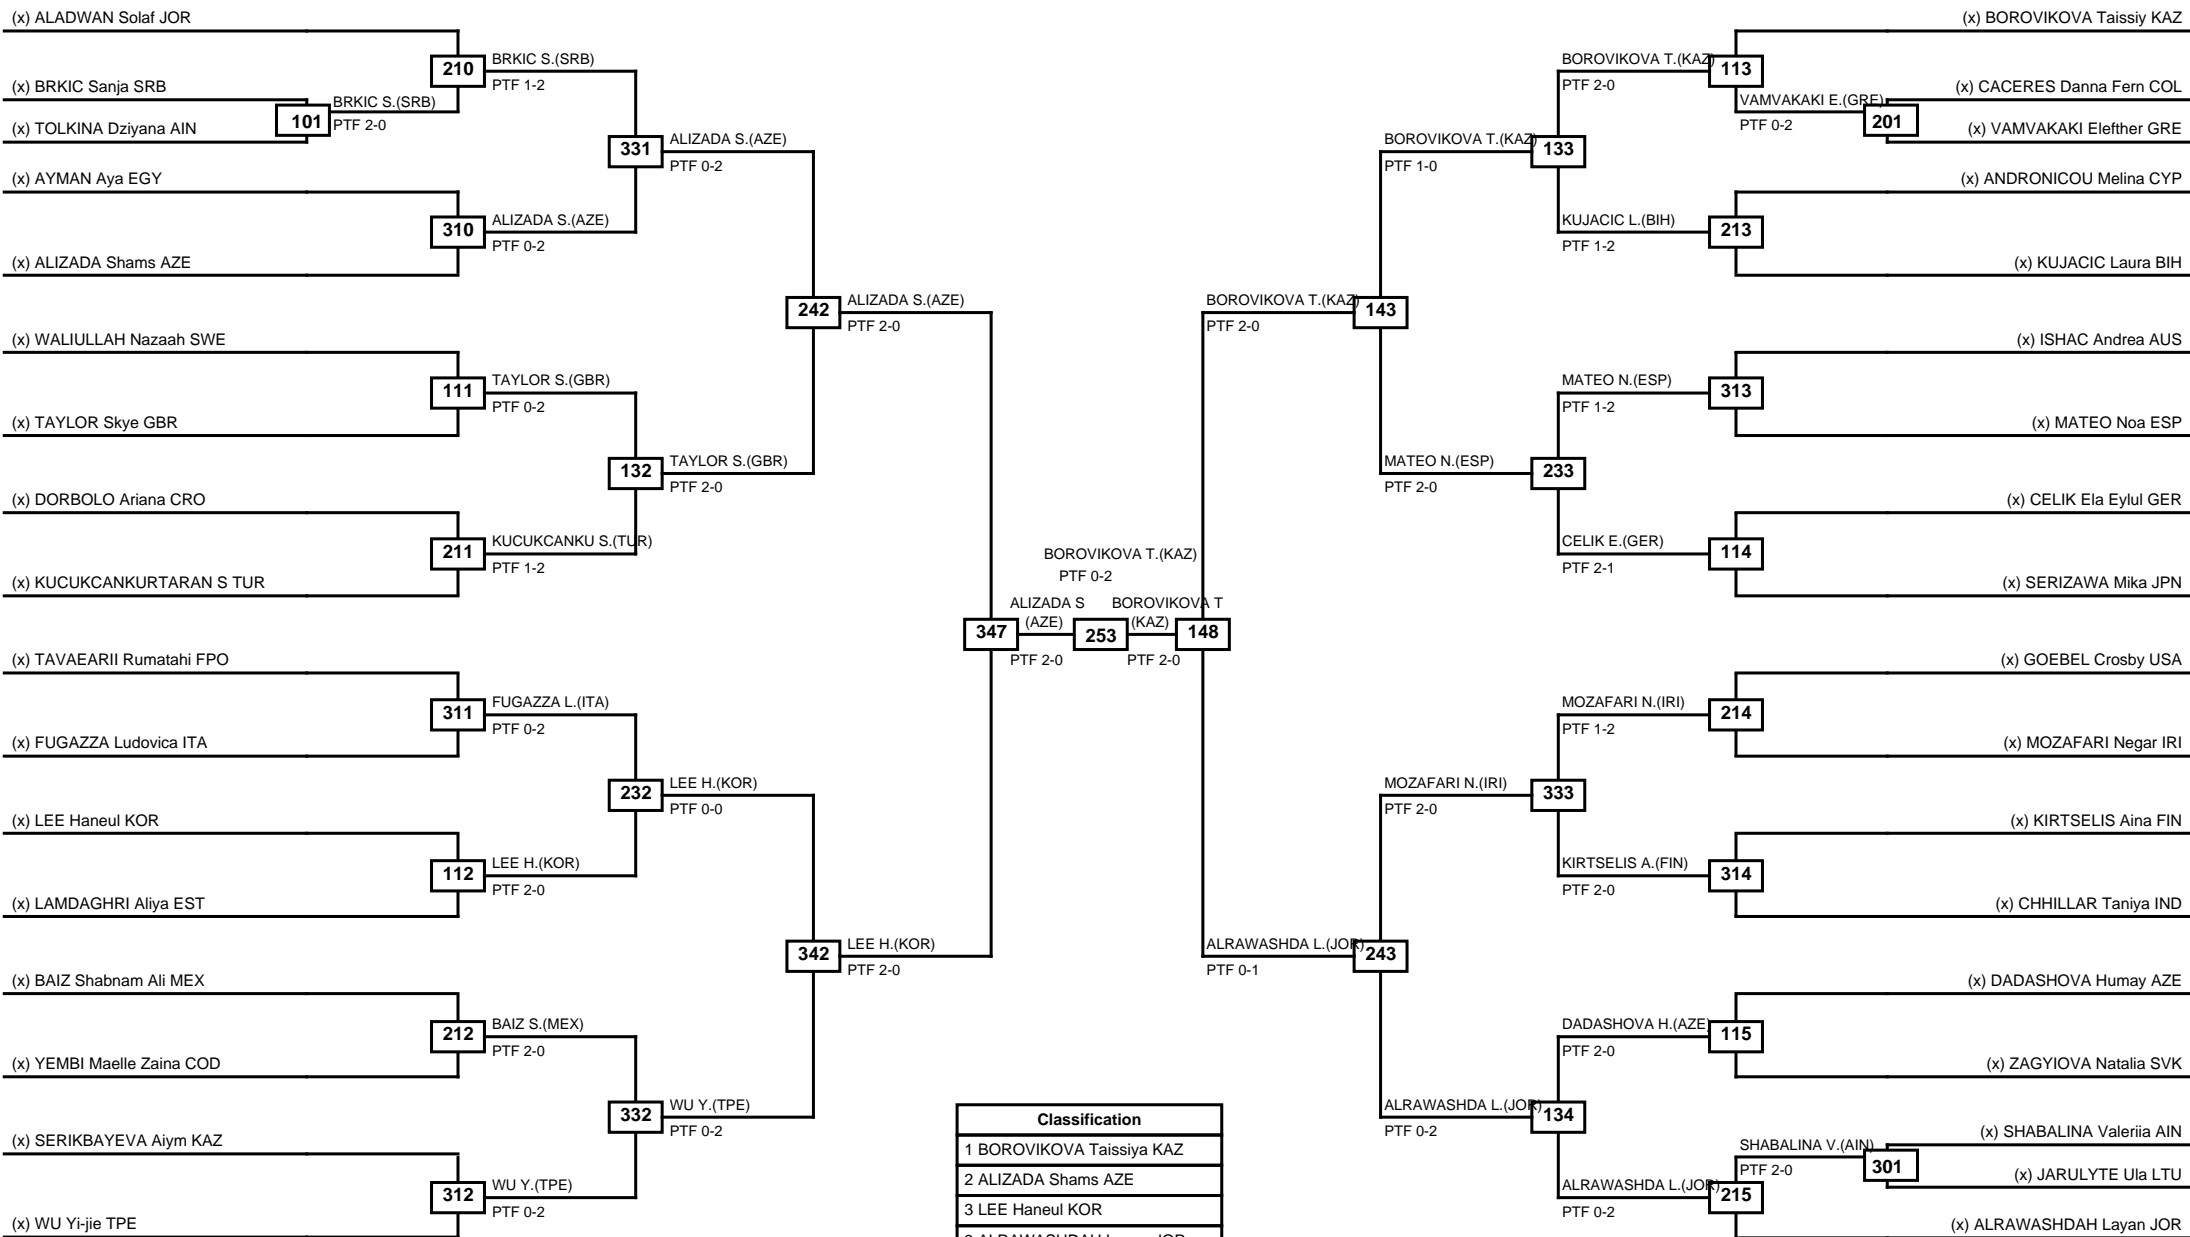 (x) ALADWAN Solaf JOR
210
BRKIC S.(SRB)
PTF 1-2
(x) BRKIC Sanja SRB
101
BRKIC S.(SRB)
PTF 2-0
(x) TOLKINA Dziyana AIN
331
ALIZADA S.(AZE)
PTF 0-2
(x) AYMAN Aya EGY
310
ALIZADA S.(AZE)
PTF 0-2
(x) ALIZADA Shams AZE
242
ALIZADA S.(AZE)
PTF 2-0
(x) WALIULLAH Nazaah SWE
111
TAYLOR S.(GBR)
PTF 0-2
(x) TAYLOR Skye GBR
132
TAYLOR S.(GBR)
PTF 2-0
(x) DORBOLO Ariana CRO
211
KUCUKCANKU S.(TUR)
PTF 1-2
(x) KUCUKCANKURTARAN S TUR
BOROVIKOVA T.(KAZ)
PTF 0-2
347
ALIZADA S
(AZE)
PTF 2-0
253
BOROVIKOVA T
(KAZ)
PTF 2-0
148
(x) TAVAEARII Rumatahi FPO
311
FUGAZZA L.(ITA)
PTF 0-2
(x) FUGAZZA Ludovica ITA
232
LEE H.(KOR)
PTF 0-0
(x) LEE Haneul KOR
112
LEE H.(KOR)
PTF 2-0
(x) LAMDAGHRI Aliya EST
342
LEE H.(KOR)
PTF 2-0
(x) BAIZ Shabnam Ali MEX
212
BAIZ S.(MEX)
PTF 2-0
(x) YEMBI Maelle Zaina COD
332
WU Y.(TPE)
PTF 0-2
(x) SERIKBAYEVA Aiym KAZ
312
WU Y.(TPE)
PTF 0-2
(x) WU Yi-jie TPE
(x) BOROVIKOVA Taissiy KAZ
BOROVIKOVA T.(KAZ)
PTF 2-0
113
(x) CACERES Danna Fern COL
VAMVAKAKI E.(GRE)
PTF 0-2
201
(x) VAMVAKAKI Elefther GRE
BOROVIKOVA T.(KAZ)
PTF 1-0
133
(x) ANDRONICOU Melina CYP
KUJACIC L.(BIH)
PTF 1-2
213
(x) KUJACIC Laura BIH
BOROVIKOVA T.(KAZ)
PTF 2-0
143
(x) ISHAC Andrea AUS
MATEO N.(ESP)
PTF 1-2
313
(x) MATEO Noa ESP
MATEO N.(ESP)
PTF 2-0
233
(x) CELIK Ela Eylul GER
CELIK E.(GER)
PTF 2-1
114
(x) SERIZAWA Mika JPN
(x) GOEBEL Crosby USA
MOZAFARI N.(IRI)
PTF 1-2
214
(x) MOZAFARI Negar IRI
MOZAFARI N.(IRI)
PTF 2-0
333
(x) KIRTSELIS Aina FIN
KIRTSELIS A.(FIN)
PTF 2-0
314
(x) CHHILLAR Taniya IND
ALRAWASHDA L.(JOR)
PTF 0-1
243
(x) DADASHOVA Humay AZE
DADASHOVA H.(AZE)
PTF 2-0
115
(x) ZAGYIOVA Natalia SVK
ALRAWASHDA L.(JOR)
PTF 0-2
134
(x) SHABALINA Valeriia AIN
SHABALINA V.(AIN)
PTF 2-0
301
(x) JARULYTE Ula LTU
ALRAWASHDA L.(JOR)
PTF 0-2
215
(x) ALRAWASHDAH Layan JOR
Classification
1 BOROVIKOVA Taissiya KAZ
2 ALIZADA Shams AZE
3 LEE Haneul KOR